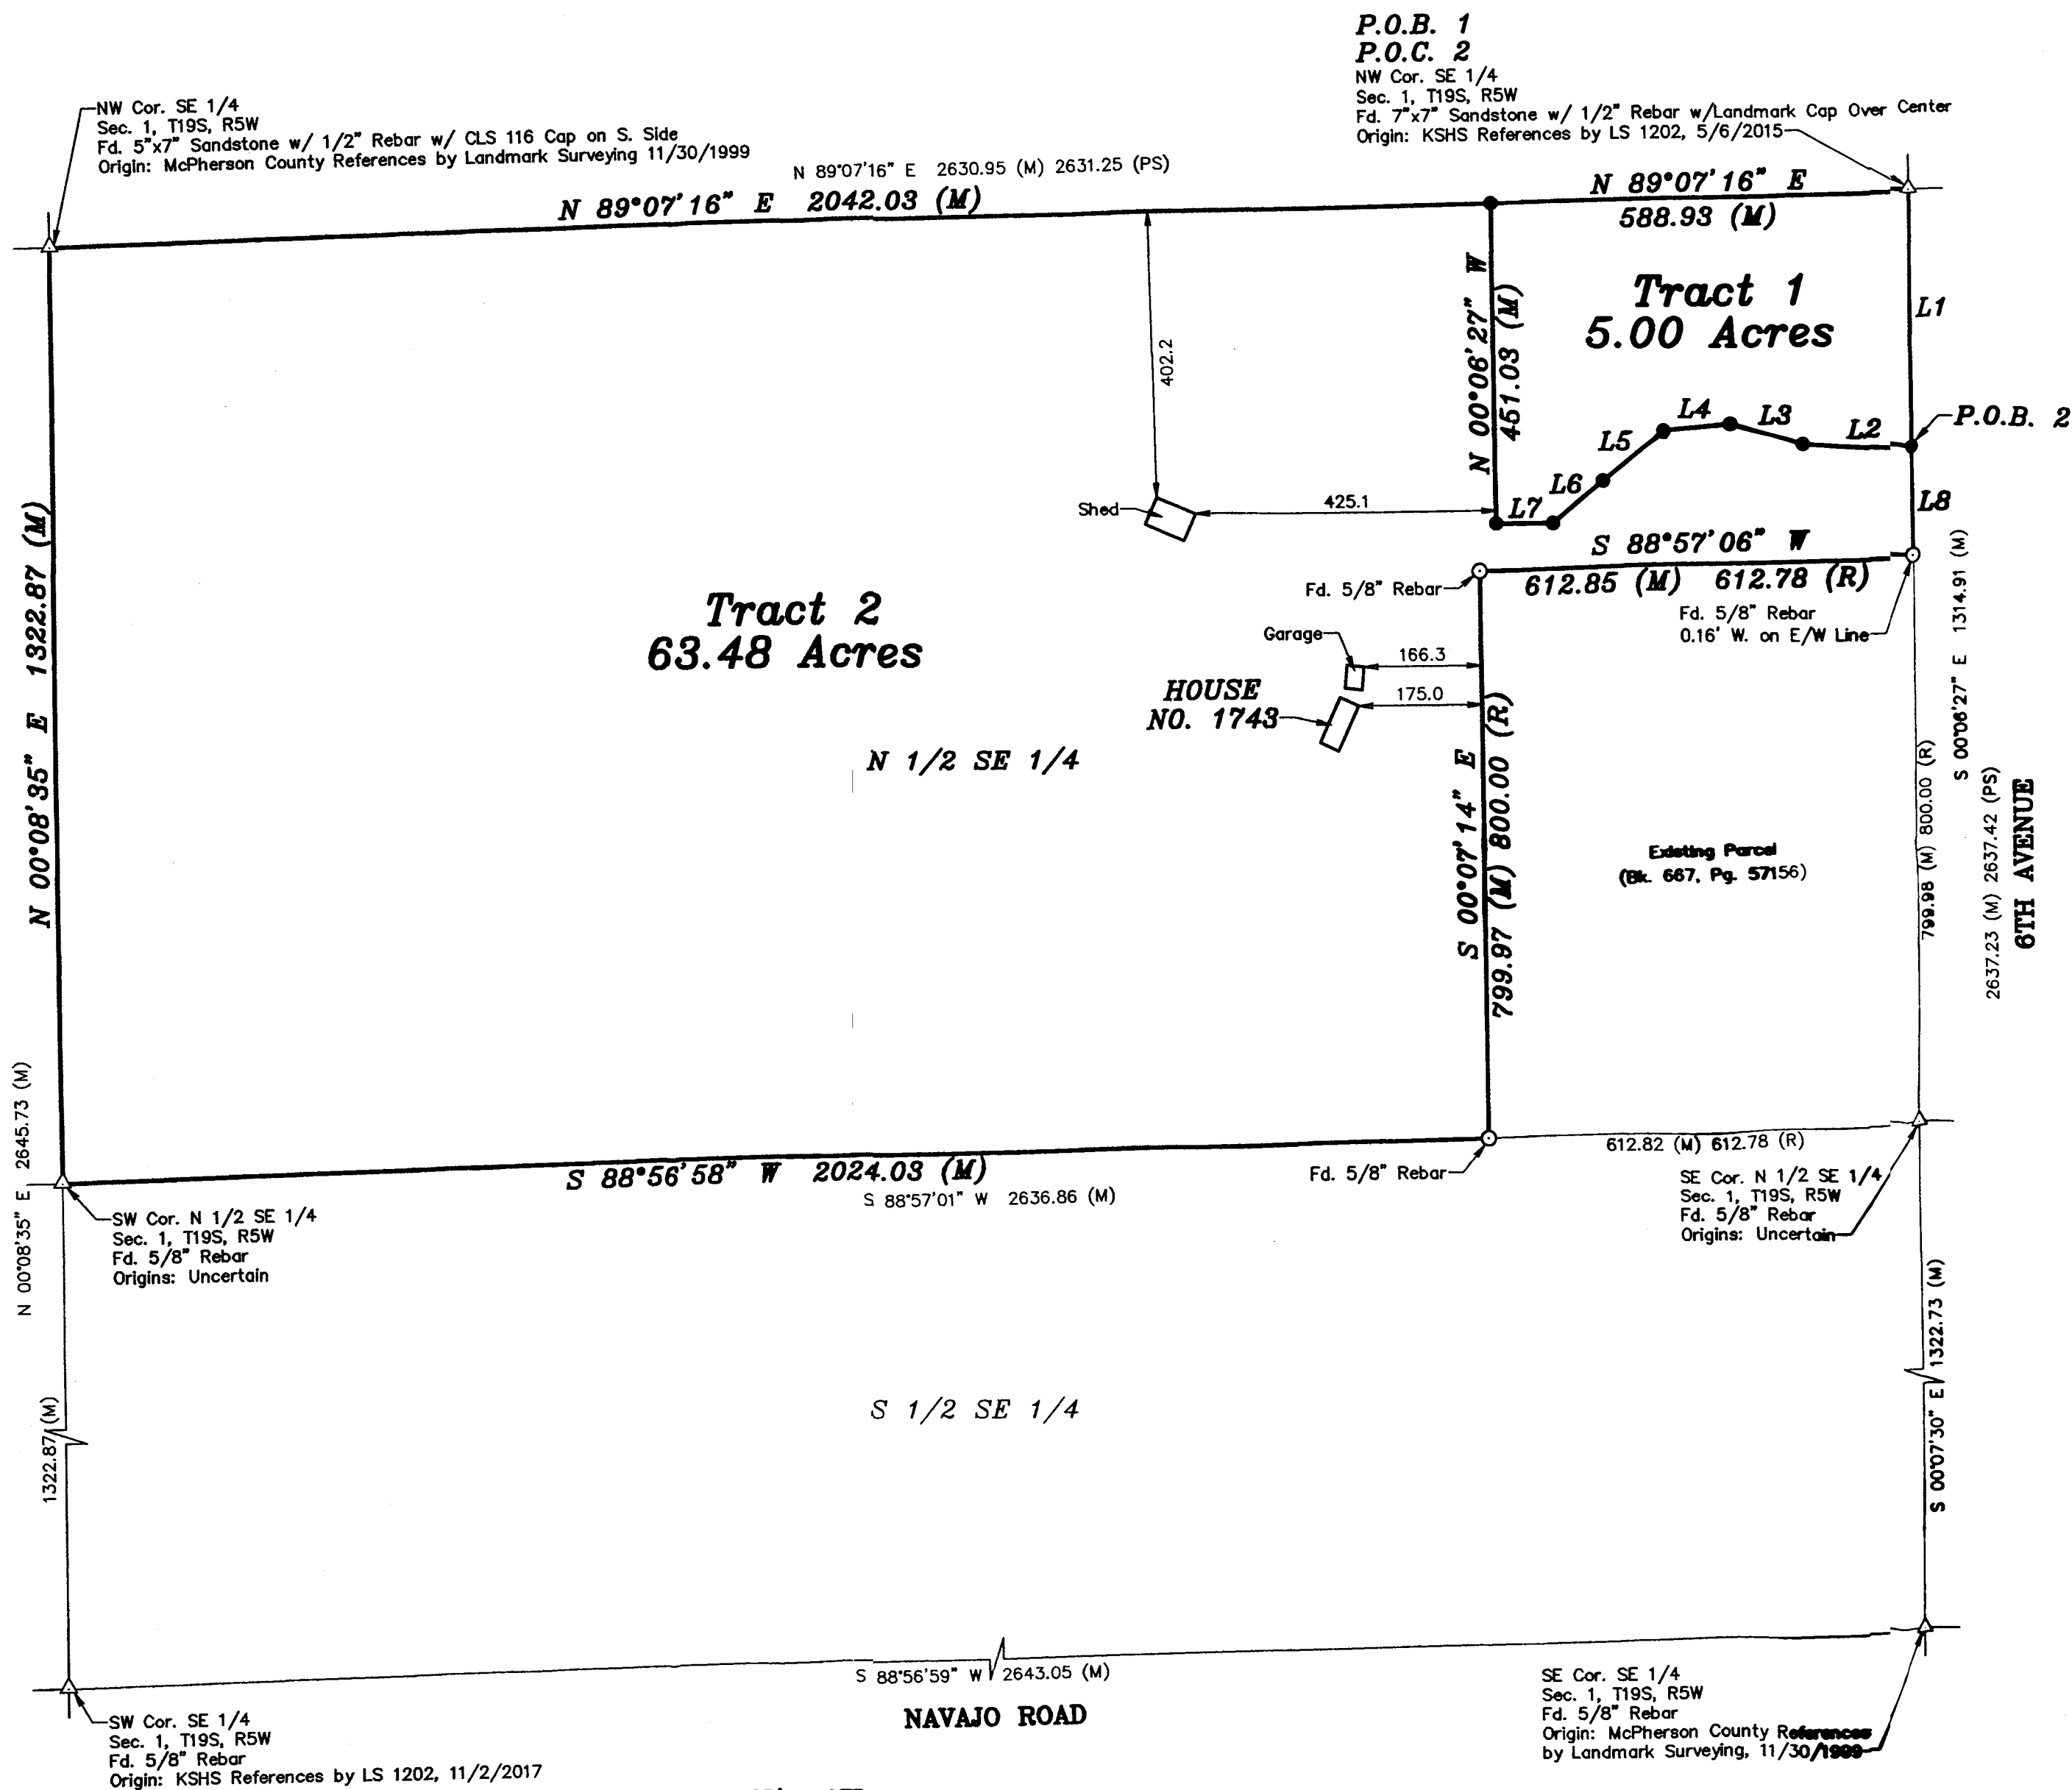 P.O.B. 1
P.O.C. 2
NW Cor. SE 1/4
Sec. 1, T19S, R5W
Fd. 7"x7" Sandstone w/ 1/2" Rebar w/Landmark Cap Over Center
Origin: KSHS References by LS 1202, 5/6/2015
NW Cor. SE 1/4
Sec. 1, T19S, R5W
Fd. 5"x7" Sandstone w/ 1/2" Rebar w/ CLS 116 Cap on S. Side
Origin: McPherson County References by Landmark Surveying 11/30/1999
N 89°07'16" E 2630.95 (M) 2631.25 (PS)
N 89°07'16" E 2042.03 (M)
N 89°07'16" E
588.93 (M)
Tract 1
5.00 Acres
N 00°06'27" W
451.03 (M)
402.2
L1
L2
L3
L4
L5
L6
L7
P.O.B. 2
L8
Shed
425.1
S 88°57'06" W
612.85 (M) 612.78 (R)
Fd. 5/8" Rebar
Fd. 5/8" Rebar
0.16' W. on E/W Line
N 00°08'35" E 1322.87 (M)
Tract 2
63.48 Acres
Garage
166.3
HOUSE
NO. 1743
175.0
N 1/2 SE 1/4
S 00°07'14" E
799.97 (M) 800.00 (R)
Existing Parcel
(Bk. 667, Pg. 57156)
799.98 (M) 800.00 (R)
S 00°06'27" E 1314.91 (M)
2637.23 (M) 2637.42 (PS)
6TH AVENUE
N 00°08'35" E 2645.73 (M)
S 88°56'58" W 2024.03 (M)
S 88°57'01" W 2636.86 (M)
Fd. 5/8" Rebar
612.82 (M) 612.78 (R)
SE Cor. N 1/2 SE 1/4
Sec. 1, T19S, R5W
Fd. 5/8" Rebar
Origins: Uncertain
SW Cor. N 1/2 SE 1/4
Sec. 1, T19S, R5W
Fd. 5/8" Rebar
Origins: Uncertain
S 1/2 SE 1/4
1322.87 (M)
S 00°07'30" E 1322.73 (M)
S 88°56'59" W 2643.05 (M)
NAVAJO ROAD
SW Cor. SE 1/4
Sec. 1, T19S, R5W
Fd. 5/8" Rebar
Origin: KSHS References by LS 1202, 11/2/2017
SE Cor. SE 1/4
Sec. 1, T19S, R5W
Fd. 5/8" Rebar
Origin: McPherson County References
by Landmark Surveying, 11/30/1999